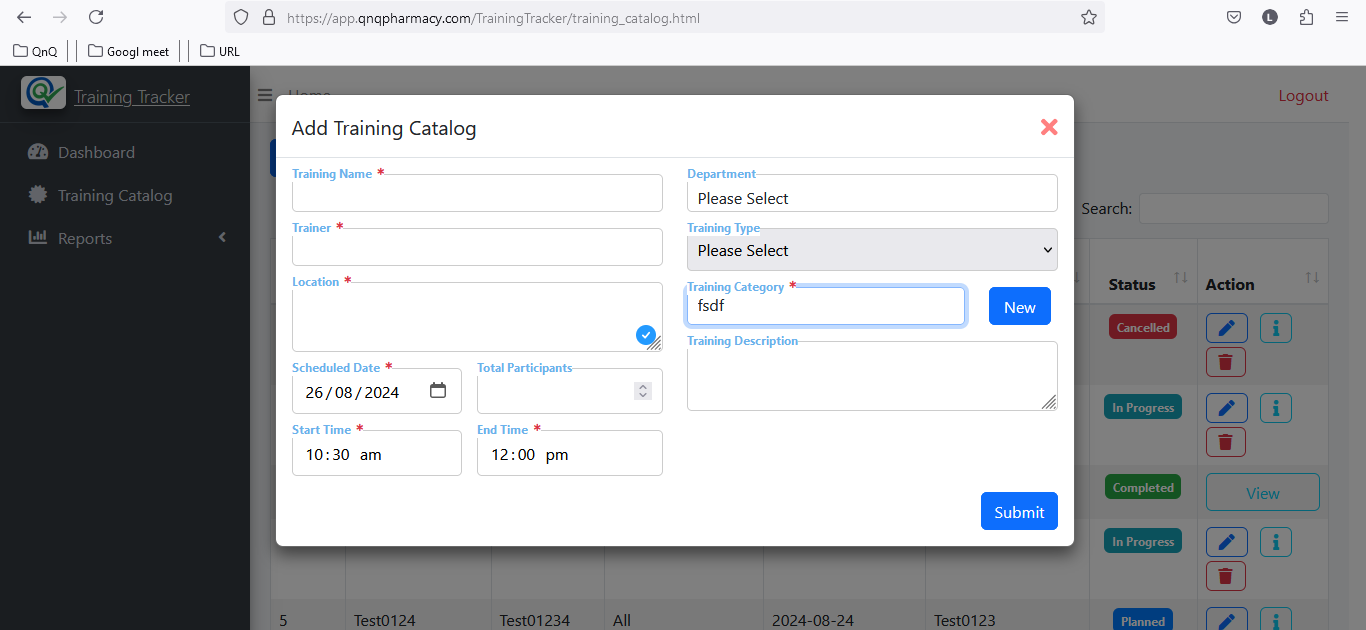 https://app.qnqpharmacy.com/TrainingTracker/training_catalog.html
L
QnQ
Googl meet
URL
Training Tracker
Home
Logout
Dashboard
Training Catalog
Reports
Add Training Catalog
Training Name *
Department
Please Select
Trainer *
Training Type
Please Select
Location *
Training Category *
fsdf
New
Training Description
Scheduled Date *
26/08/2024
Total Participants
Start Time *
10:30 am
End Time *
12:00 pm
Submit
Search:
Status
Action
Cancelled
In Progress
Completed
View
In Progress
5 Test0124 Test01234 All 2024-08-24 Test0123 Planned